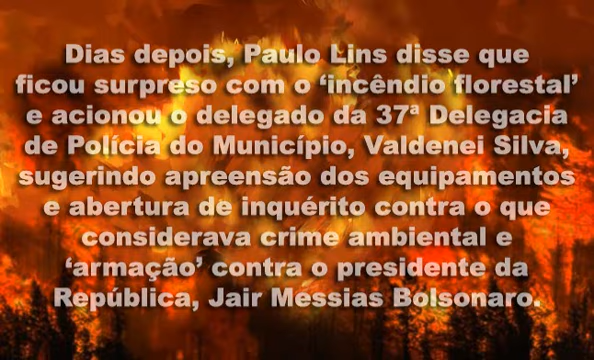 Dias depois, Paulo Lins disse que
ficou surpreso com o ‘incêndio florestal’
e acionou o delegado da 37ª Delegacia
de Polícia do Município, Valdenei Silva,
sugerindo apreensão dos equipamentos
e abertura de inquérito contra o que
considerava crime ambiental e
‘armação’ contra o presidente da
República, Jair Messias Bolsonaro.